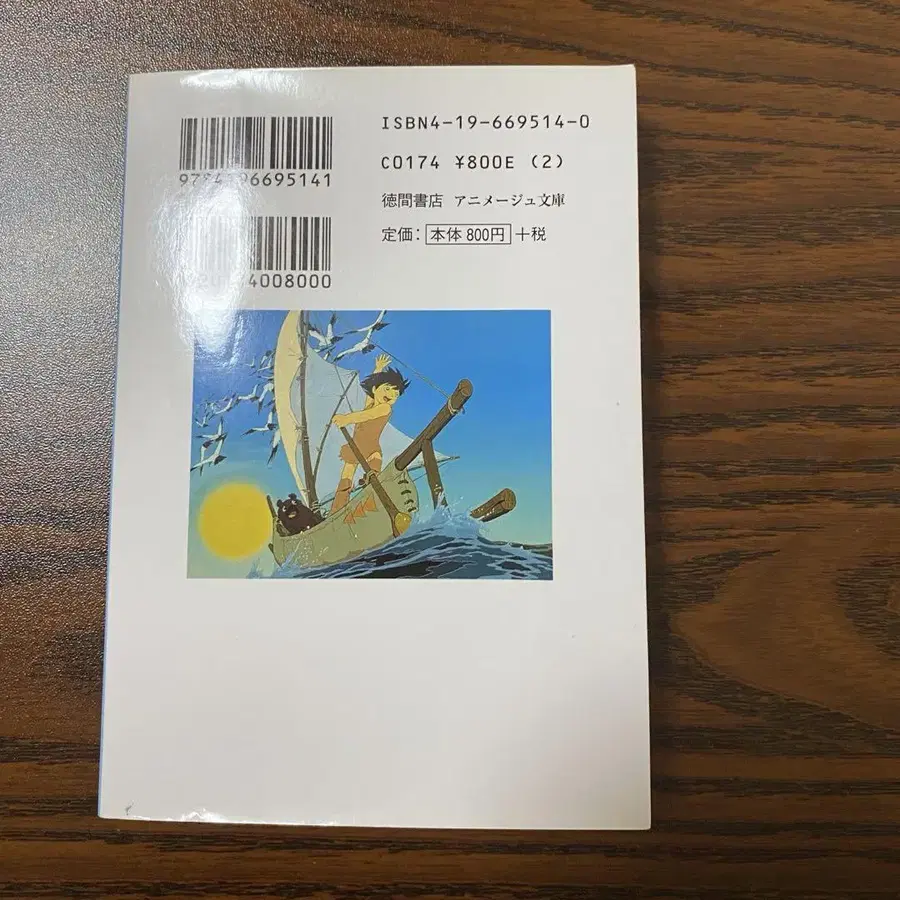 ISBN4-19-669514-0
9784196695141
C0174 ¥800E (2)
徳間書店 アニメージュ文庫
定価: 本体 800円 +税